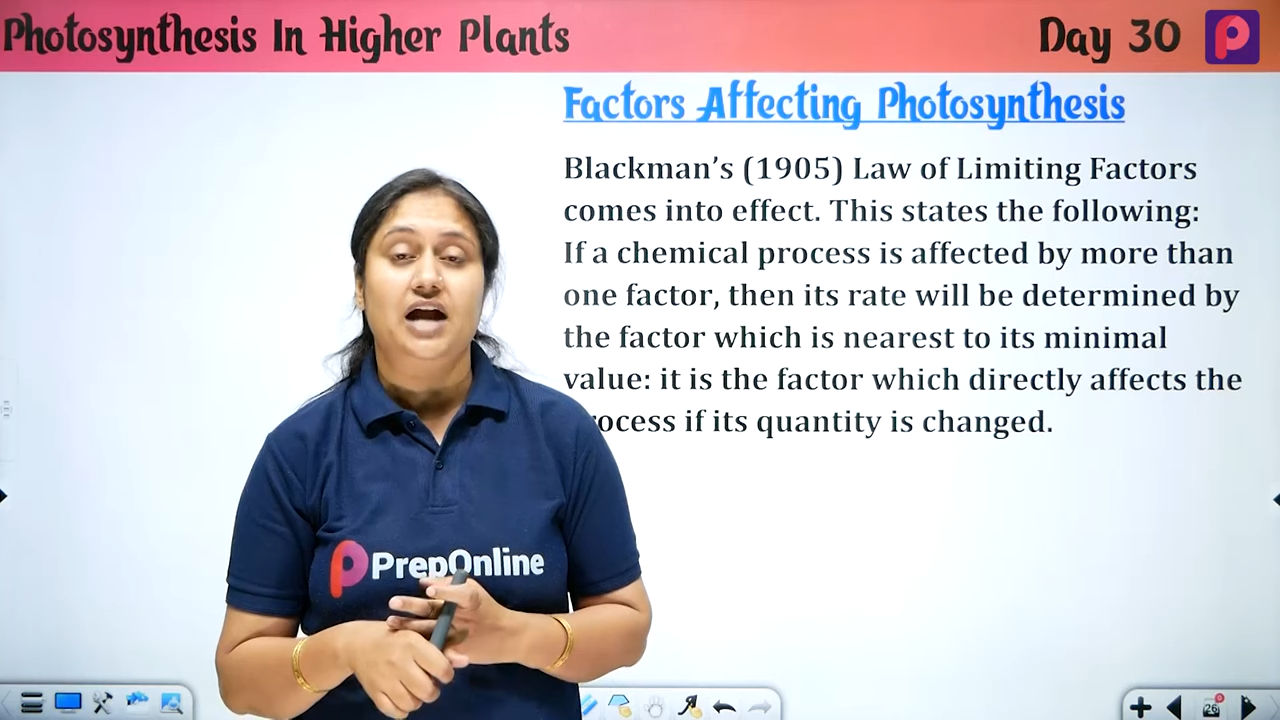 Photosynthesis In Higher Plants
Day 30
Factors Affecting Photosynthesis
Blackman's (1905) Law of Limiting Factors
comes into effect. This states the following:
If a chemical process is affected by more than
one factor, then its rate will be determined by
the factor which is nearest to its minimal
value: it is the factor which directly affects the
ocess if its quantity is changed.
PrepOnline
26